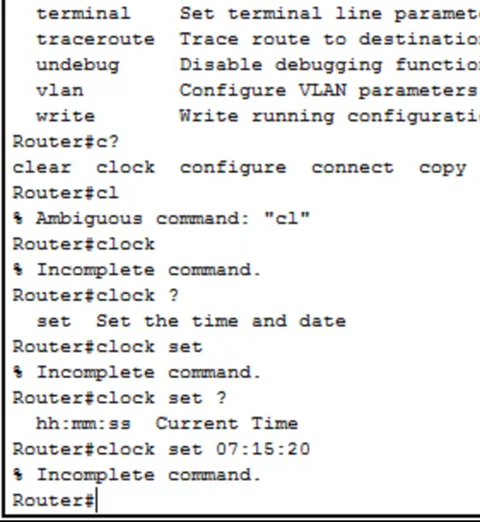 terminal Set terminal line paramet
traceroute Trace route to destinatio
undebug Disable debugging functio
vlan Configure VLAN parameters
write Write running configurati
Router#c?
clear clock configure connect copy
Router#cl
% Ambiguous command: "cl"
Router#clock
% Incomplete command.
Router#clock ?
set Set the time and date
Router#clock set
% Incomplete command.
Router#clock set ?
hh:mm:ss Current Time
Router#clock set 07:15:20
% Incomplete command.
Router#